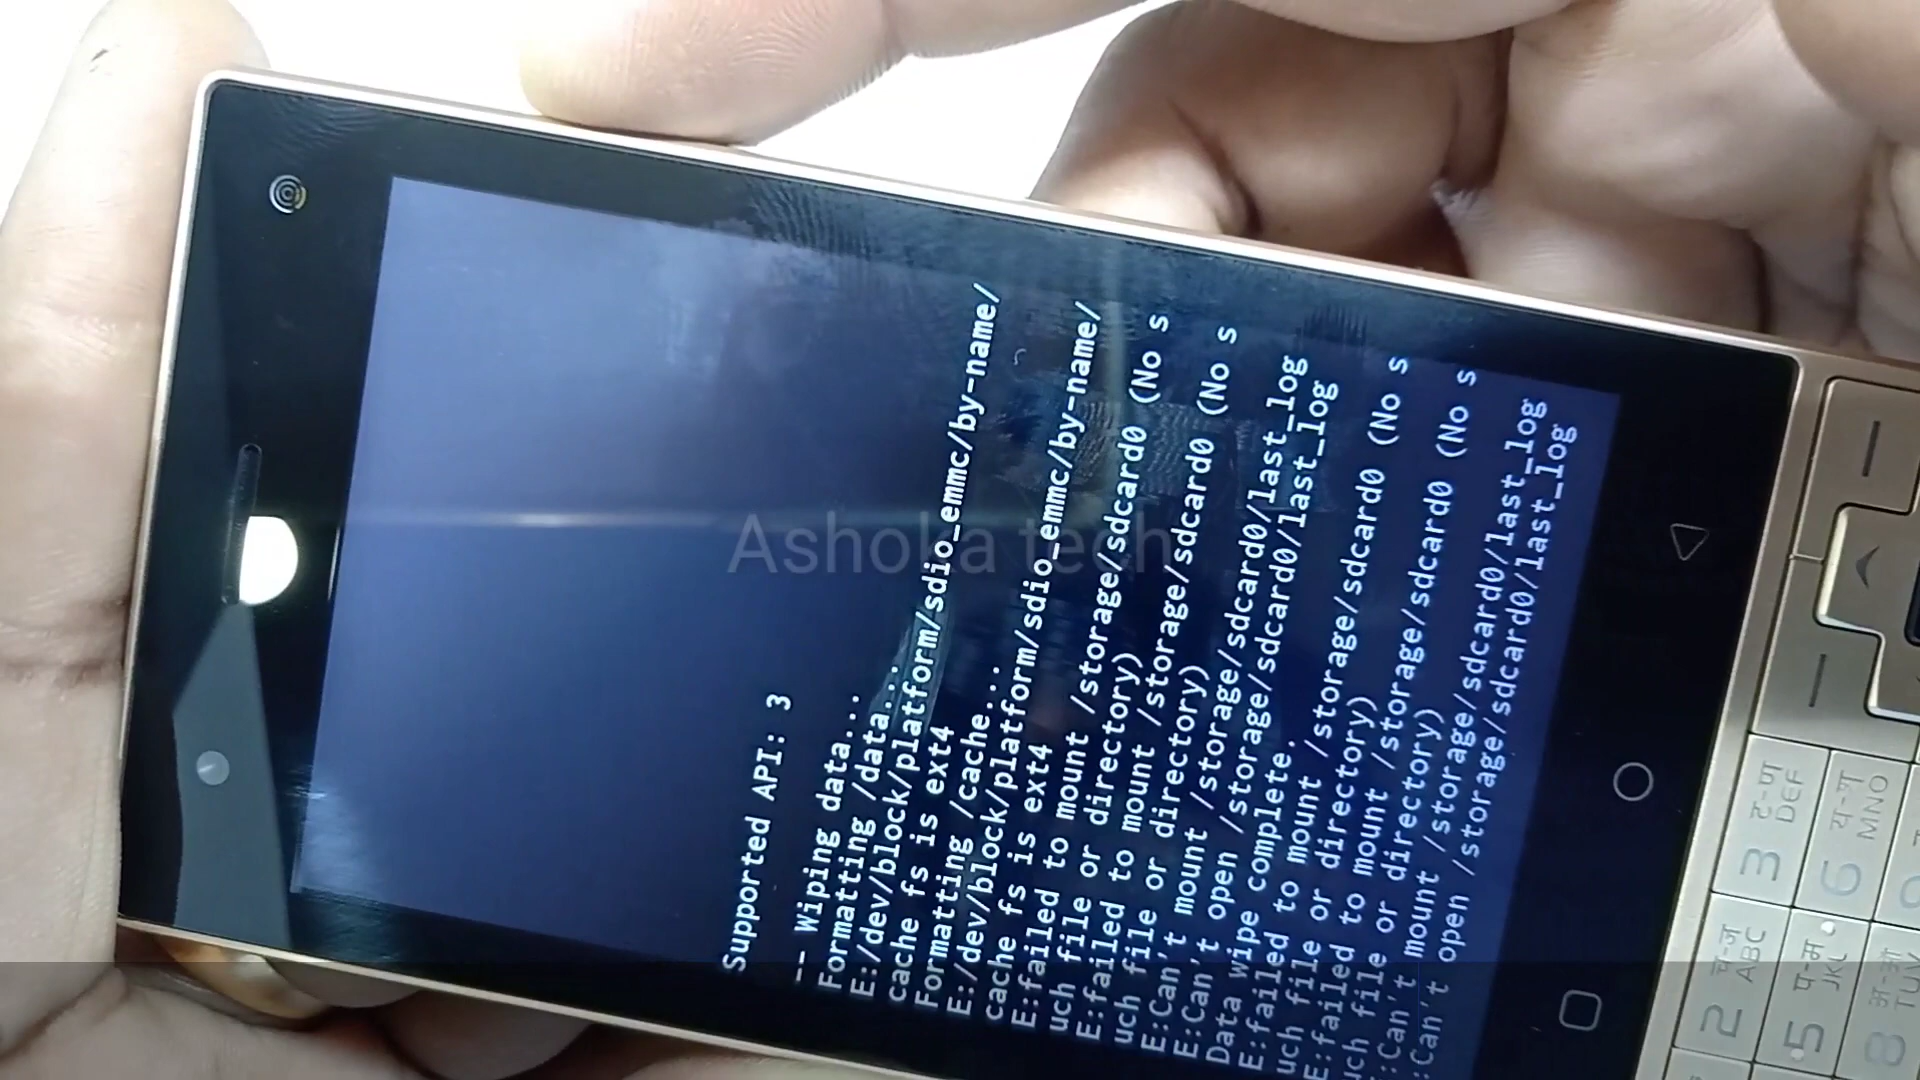 Supported API: 3
-- Wiping data...
Formatting /data...
E:/dev/block/platform/sdio_emmc/by-name/
cache fs is ext4
Formatting /cache...
E:/dev/block/platform/sdio_emmc/by-name/
cache fs is ext4
E:failed to mount /storage/sdcard0 (No s
uch file or directory)
E:failed to mount /storage/sdcard0 (No s
uch file or directory)
E:Can't mount /storage/sdcard0/last_log
E:Can't open /storage/sdcard0/last_log
Data wipe complete.
E:failed to mount /storage/sdcard0 (No s
uch file or directory)
E:failed to mount /storage/sdcard0 (No s
uch file or directory)
:Can't mount /storage/sdcard0/last_log
:Can't open /storage/sdcard0/last_log
Ashoka tech
2 च-ञ ABC
3 ट-ण DEF
5 प-म JKL
6 य-ल MNO
8 TUV